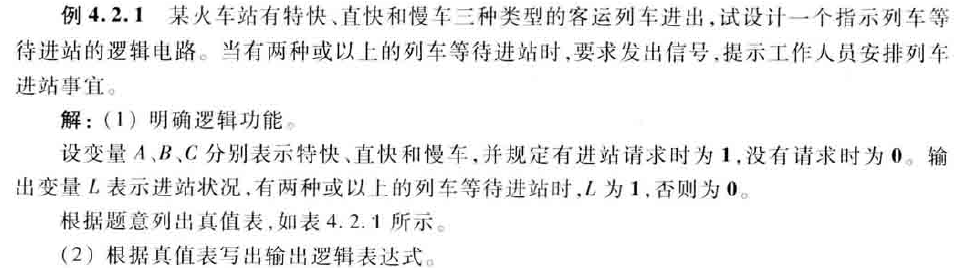 例 4.2.1 某火车站有特快、直快和慢车三种类型的客运列车进出,试设计一个指示列车等
待进站的逻辑电路。当有两种或以上的列车等待进站时,要求发出信号,提示工作人员安排列车
进站事宜。
解:(1) 明确逻辑功能。
设变量 A、B、C 分别表示特快、直快和慢车,并规定有进站请求时为 1,没有请求时为 0。输
出变量 L 表示进站状况,有两种或以上的列车等待进站时,L 为 1,否则为 0。
根据题意列出真值表,如表 4.2.1 所示。
(2) 根据真值表写出输出逻辑表达式。